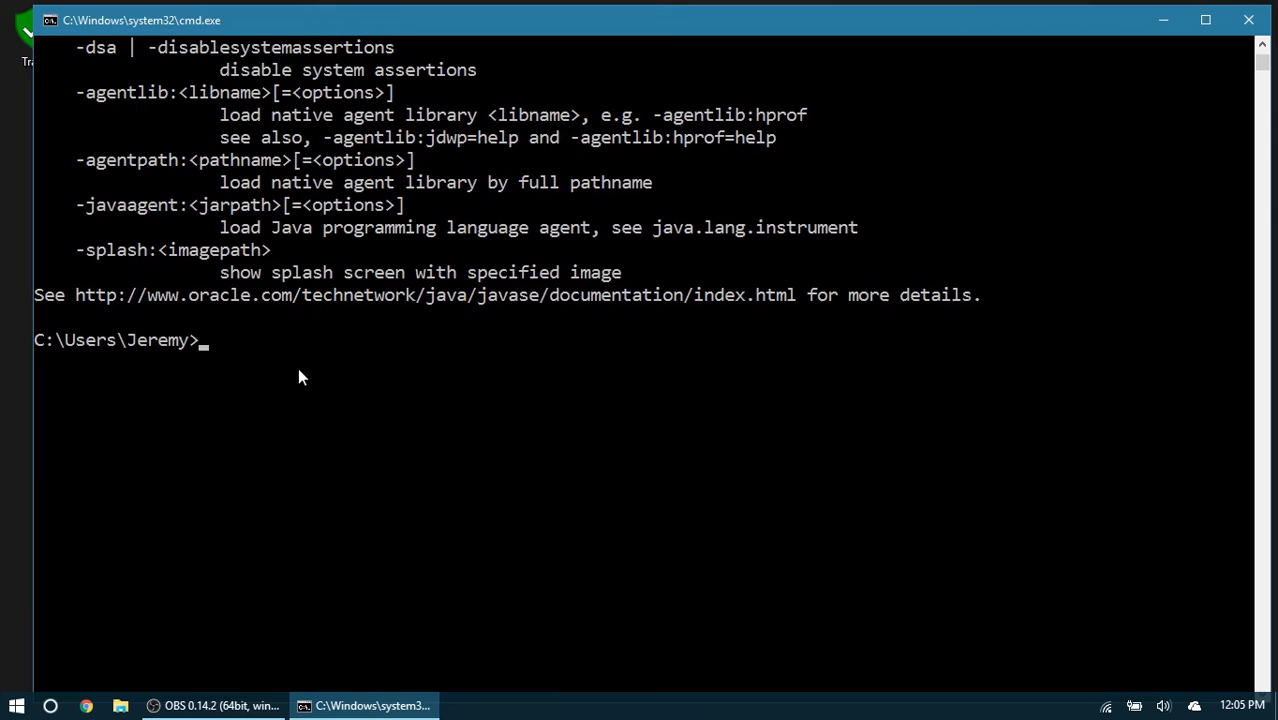 C:\Windows\system32\cmd.exe
-dsa | -disablesystemassertions
disable system assertions
-agentlib:<libname>[=<options>]
load native agent library <libname>, e.g. -agentlib:hprof
see also, -agentlib:jdwp=help and -agentlib:hprof=help
-agentpath:<pathname>[=<options>]
load native agent library by full pathname
-javaagent:<jarpath>[=<options>]
load Java programming language agent, see java.lang.instrument
-splash:<imagepath>
show splash screen with specified image
See http://www.oracle.com/technetwork/java/javase/documentation/index.html for more details.
C:\Users\Jeremy>_
OBS 0.14.2 (64bit, win...
C:\Windows\system3...
12:05 PM